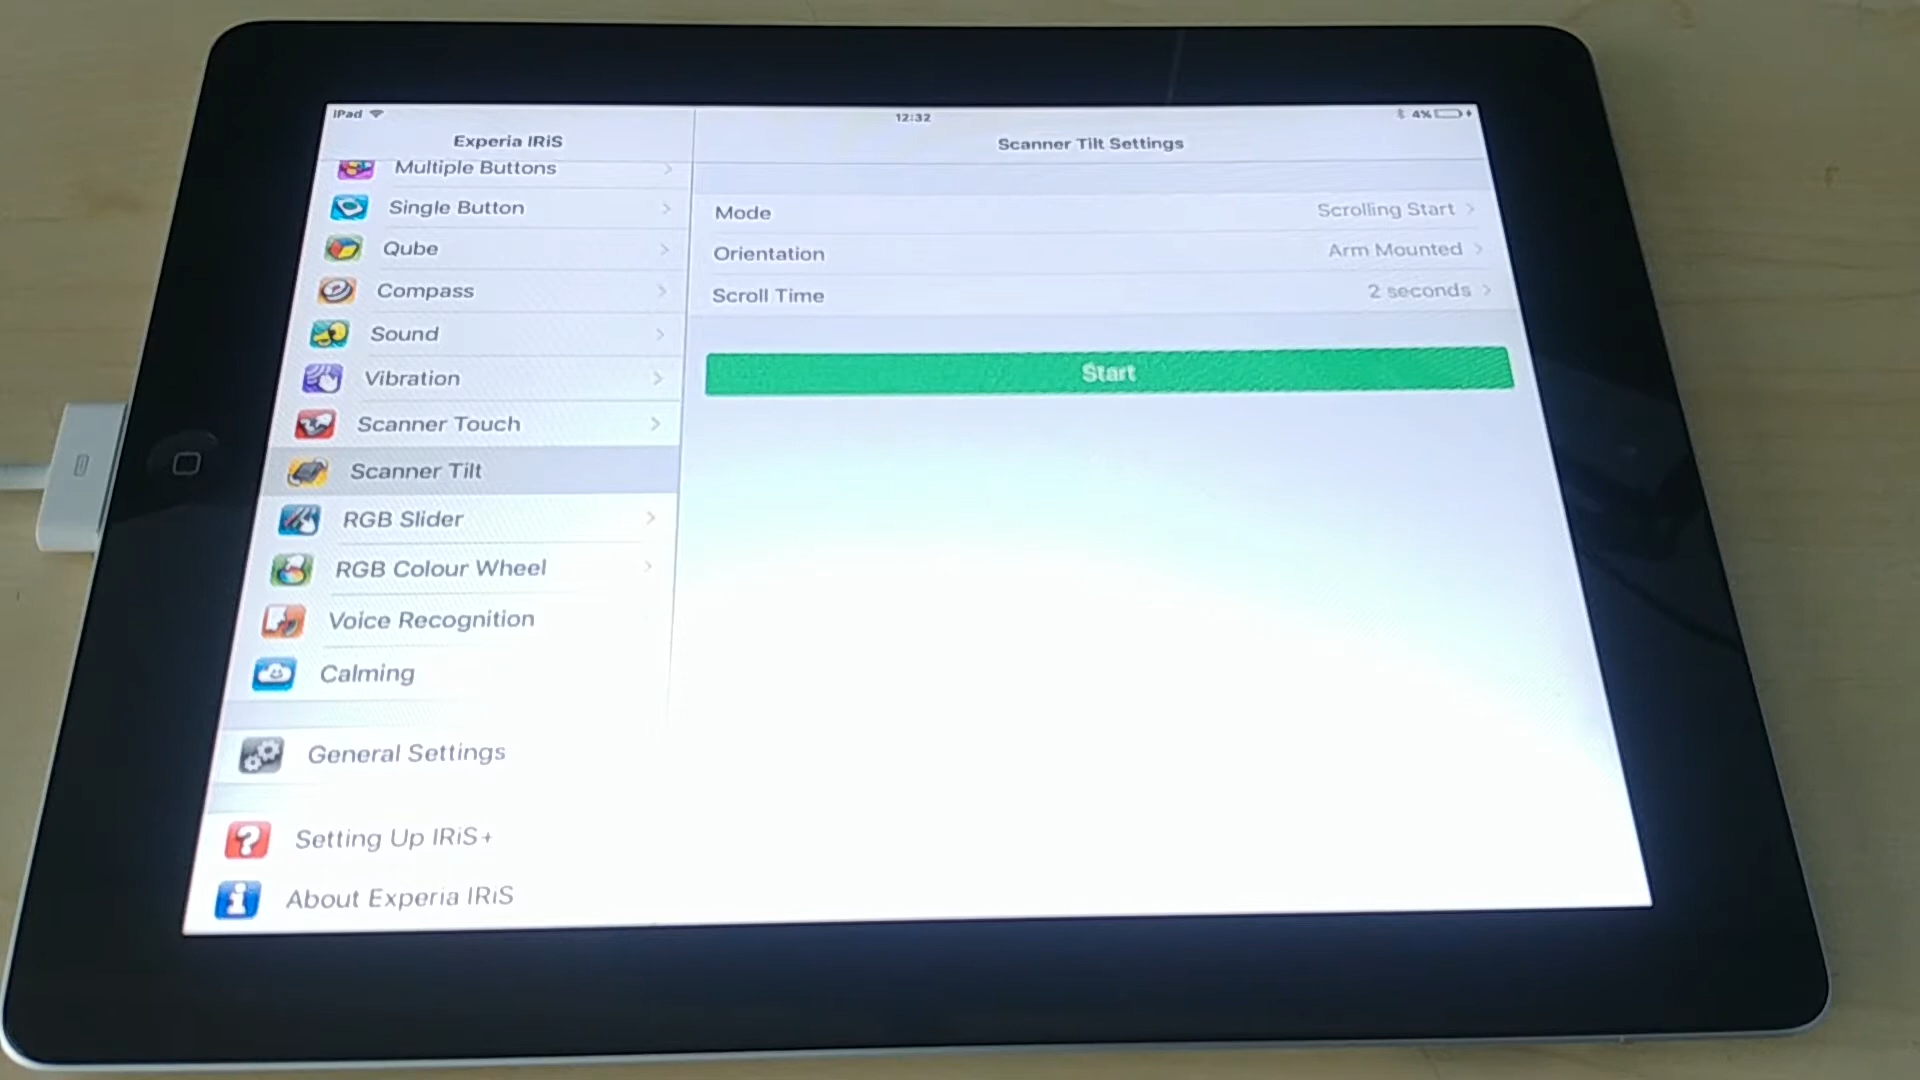 iPad
12:32
4%
Experia IRiS
Scanner Tilt Settings
Multiple Buttons
Single Button
Qube
Compass
Sound
Vibration
Scanner Touch
Scanner Tilt
RGB Slider
RGB Colour Wheel
Voice Recognition
Calming
General Settings
Setting Up IRiS+
About Experia IRiS
Mode Scrolling Start
Orientation Arm Mounted
Scroll Time 2 seconds
Start